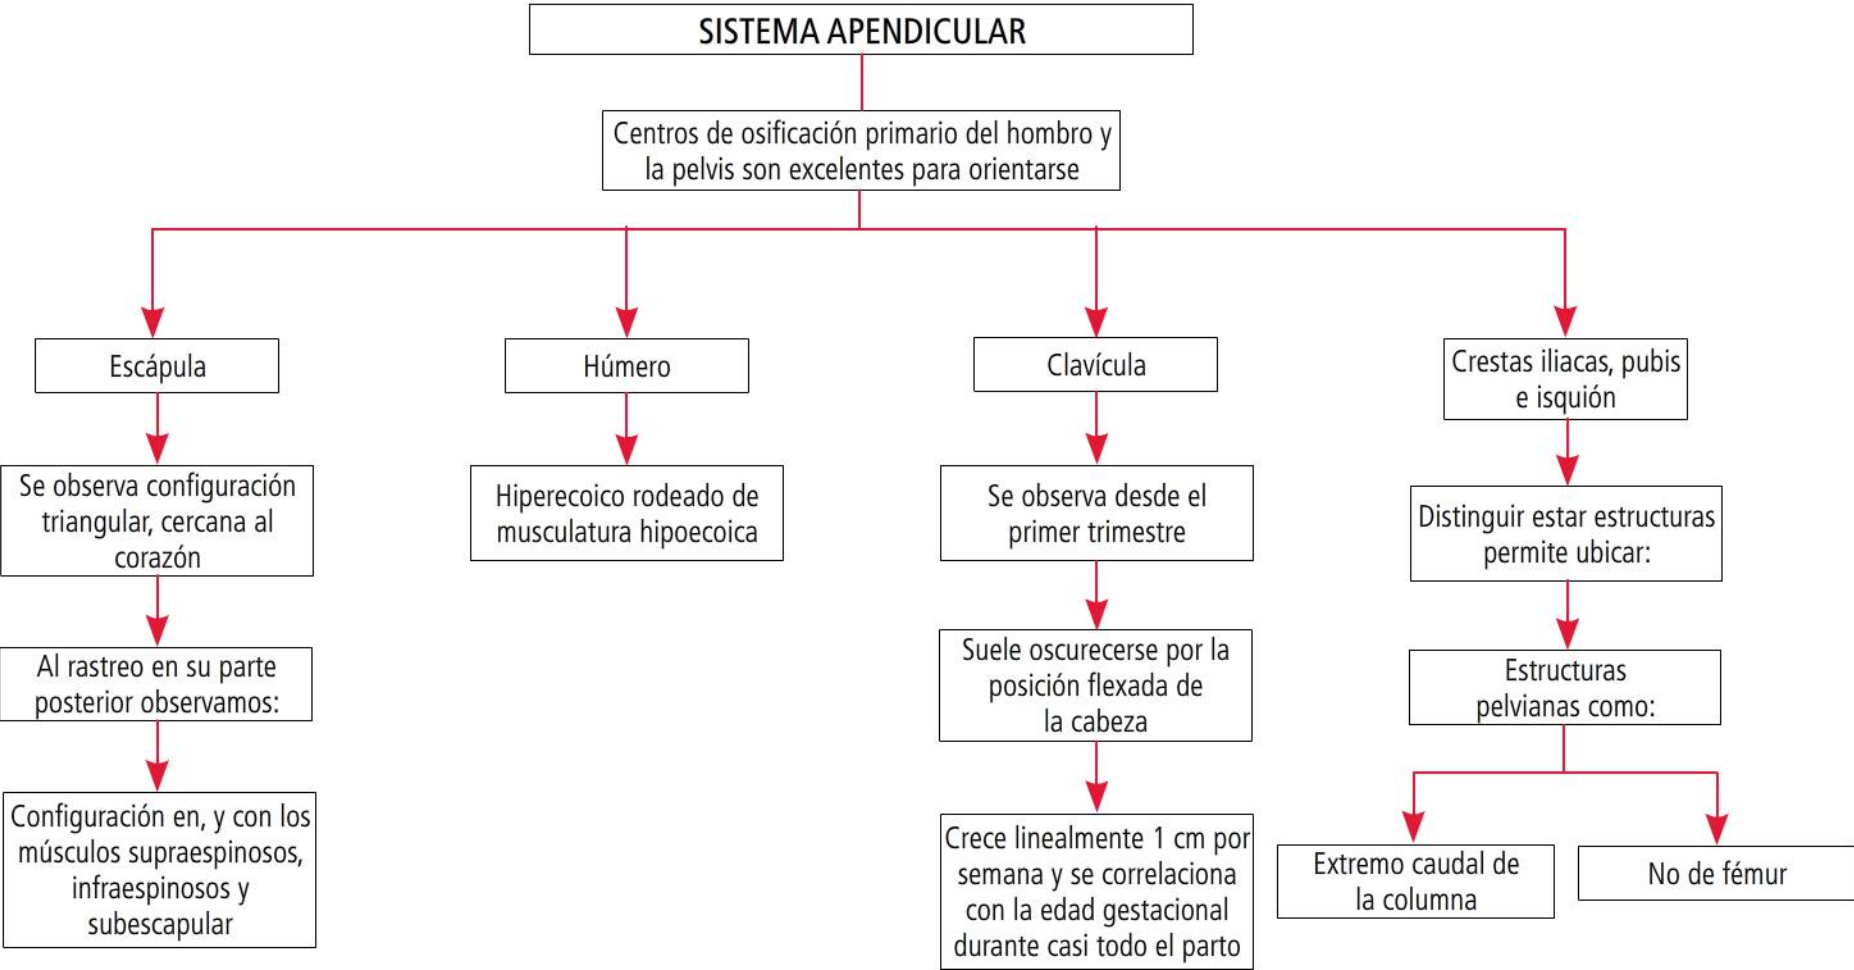 SISTEMA APENDICULAR
Centros de osificación primario del hombro y
la pelvis son excelentes para orientarse
Escápula
Se observa configuración
triangular, cercana al
corazón
Al rastreo en su parte
posterior observamos:
Configuración en, y con los
músculos supraespinosos,
infraespinosos y
subescapular
Húmero
Hiperecoico rodeado de
musculatura hipoecoica
Clavícula
Se observa desde el
primer trimestre
Suele oscurecerse por la
posición flexada de
la cabeza
Crece linealmente 1 cm por
semana y se correlaciona
con la edad gestacional
durante casi todo el parto
Crestas iliacas, pubis
e isquión
Distinguir estar estructuras
permite ubicar:
Estructuras
pelvianas como:
Extremo caudal de
la columna
No de fémur